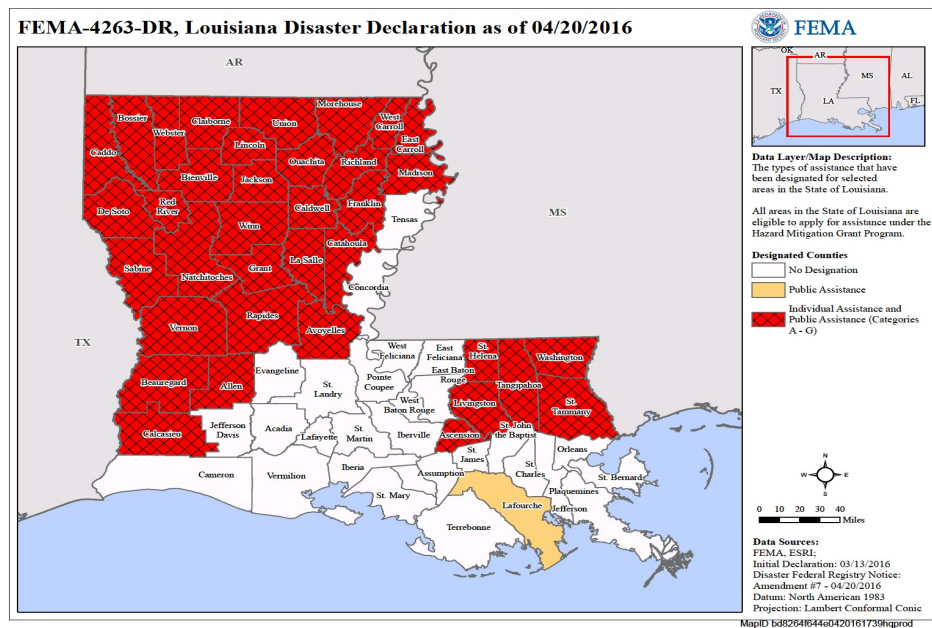 FEMA-4263-DR, Louisiana Disaster Declaration as of 04/20/2016
FEMA
AR
MS
TX
Bossier
Webster
Claiborne
Union
Morehouse
West
Carroll
East
Carroll
Caddo
Lincoln
Ouachita
Richland
Madison
Bienville
Jackson
De Soto
Red
River
Caldwell
Franklin
Tensas
Winn
Catahoula
La Salle
Sabine
Natchitoches
Grant
Concordia
Vernon
Rapides
Avoyelles
Beauregard
Allen
Evangeline
St.
Landry
Pointe
Coupee
West
Feliciana
East
Feliciana
East Baton
Rouge
St.
Helena
Washington
Tangipahoa
West
Baton Rouge
Livingston
St.
Tammany
Calcasieu
Jefferson
Davis
Acadia
Lafayette
St.
Martin
Iberville
Ascension
St. John
the Baptist
St.
James
Orleans
Cameron
Vermilion
Iberia
Assumption
St.
Charles
St. Bernard
St. Mary
Plaquemines
Lafourche
Jefferson
Terrebonne
OK
AR
TX
LA
MS
AL
FL
Data Layer/Map Description:
The types of assistance that have
been designated for selected
areas in the State of Louisiana.
All areas in the State of Louisiana are
eligible to apply for assistance under the
Hazard Mitigation Grant Program.
Designated Counties
No Designation
Public Assistance
Individual Assistance and
Public Assistance (Categories
A - G)
N
W
E
S
0 10 20 30 40
Miles
Data Sources:
FEMA, ESRI;
Initial Declaration: 03/13/2016
Disaster Federal Registry Notice:
Amendment #7 - 04/20/2016
Datum: North American 1983
Projection: Lambert Conformal Conic
MapID bd8264f644e0420161739hqprod